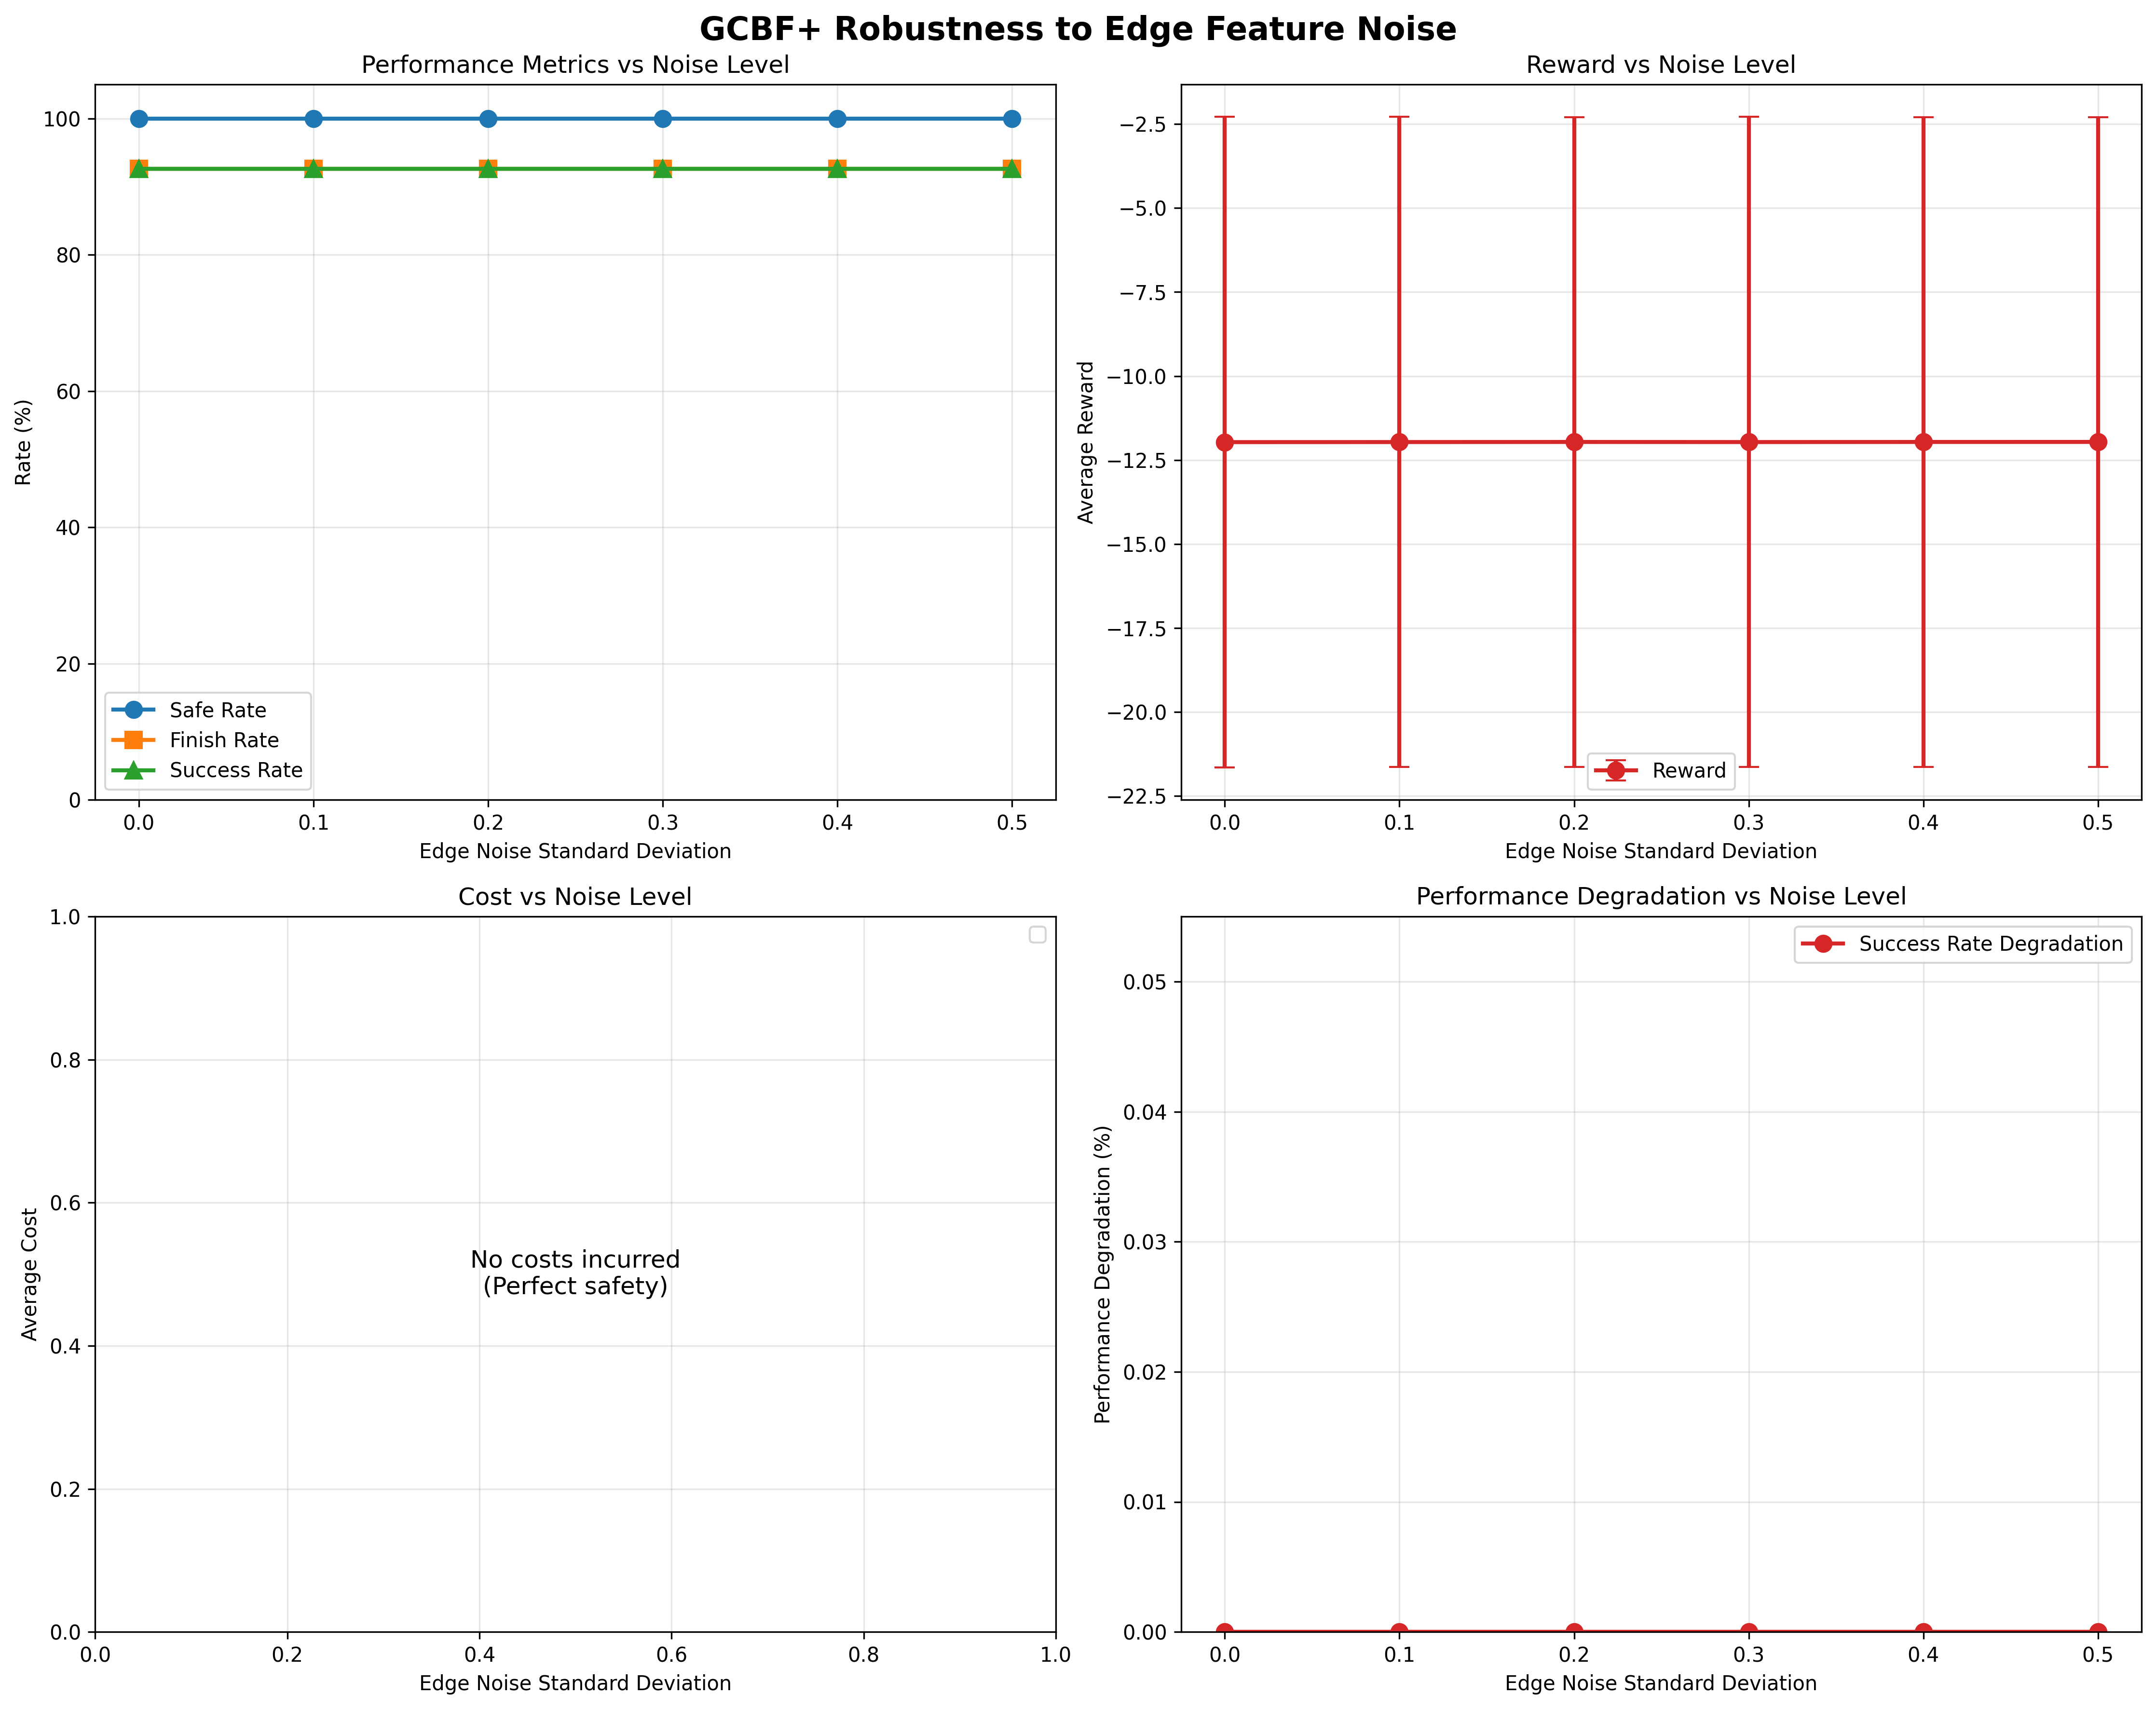 GCBF+ Robustness to Edge Feature Noise
Performance Metrics vs Noise Level
Rate (%)
100
80
60
40
20
0
0.0 0.1 0.2 0.3 0.4 0.5
Edge Noise Standard Deviation
Safe Rate
Finish Rate
Success Rate
Reward vs Noise Level
Average Reward
−2.5
−5.0
−7.5
−10.0
−12.5
−15.0
−17.5
−20.0
−22.5
0.0 0.1 0.2 0.3 0.4 0.5
Edge Noise Standard Deviation
Reward
Cost vs Noise Level
Average Cost
1.0
0.8
0.6
0.4
0.2
0.0
0.0 0.2 0.4 0.6 0.8 1.0
Edge Noise Standard Deviation
No costs incurred
(Perfect safety)
Performance Degradation vs Noise Level
Performance Degradation (%)
0.05
0.04
0.03
0.02
0.01
0.00
0.0 0.1 0.2 0.3 0.4 0.5
Edge Noise Standard Deviation
Success Rate Degradation